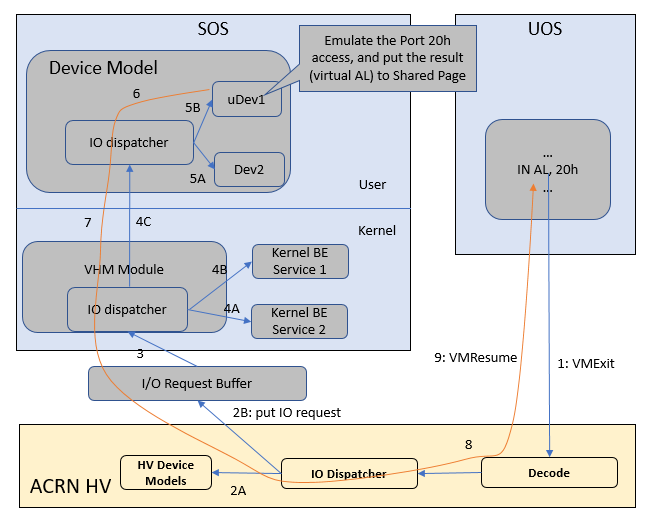 SOS
UOS
Device Model
Emulate the Port 20h
access, and put the result
(virtual AL) to Shared Page
6
5B
uDev1
IO dispatcher
5A
Dev2
...
IN AL, 20h
...
User
7
4C
Kernel
VHM Module
4B
Kernel BE
Service 1
IO dispatcher
4A
Kernel BE
Service 2
3
9: VMResume
1: VMExit
I/O Request Buffer
2B: put IO request
8
HV Device
Models
IO Dispatcher
Decode
ACRN HV
2A